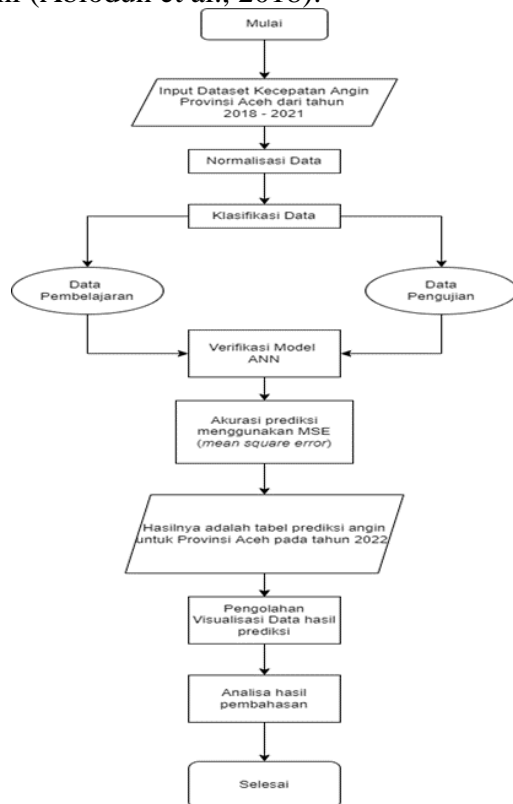 (Abiodun et al., 2018).
Mulai
Input Dataset Kecepatan Angin
Provinsi Aceh dari tahun
2018 - 2021
Normalisasi Data
Klasifikasi Data
Data
Pembelajaran
Data
Pengujian
Verifikasi Model
ANN
Akurasi prediksi
menggunakan MSE
(mean square error)
Hasilnya adalah tabel prediksi angin
untuk Provinsi Aceh pada tahun 2022
Pengolahan
Visualisasi Data hasil
prediksi
Analisa hasil
pembahasan
Selesai